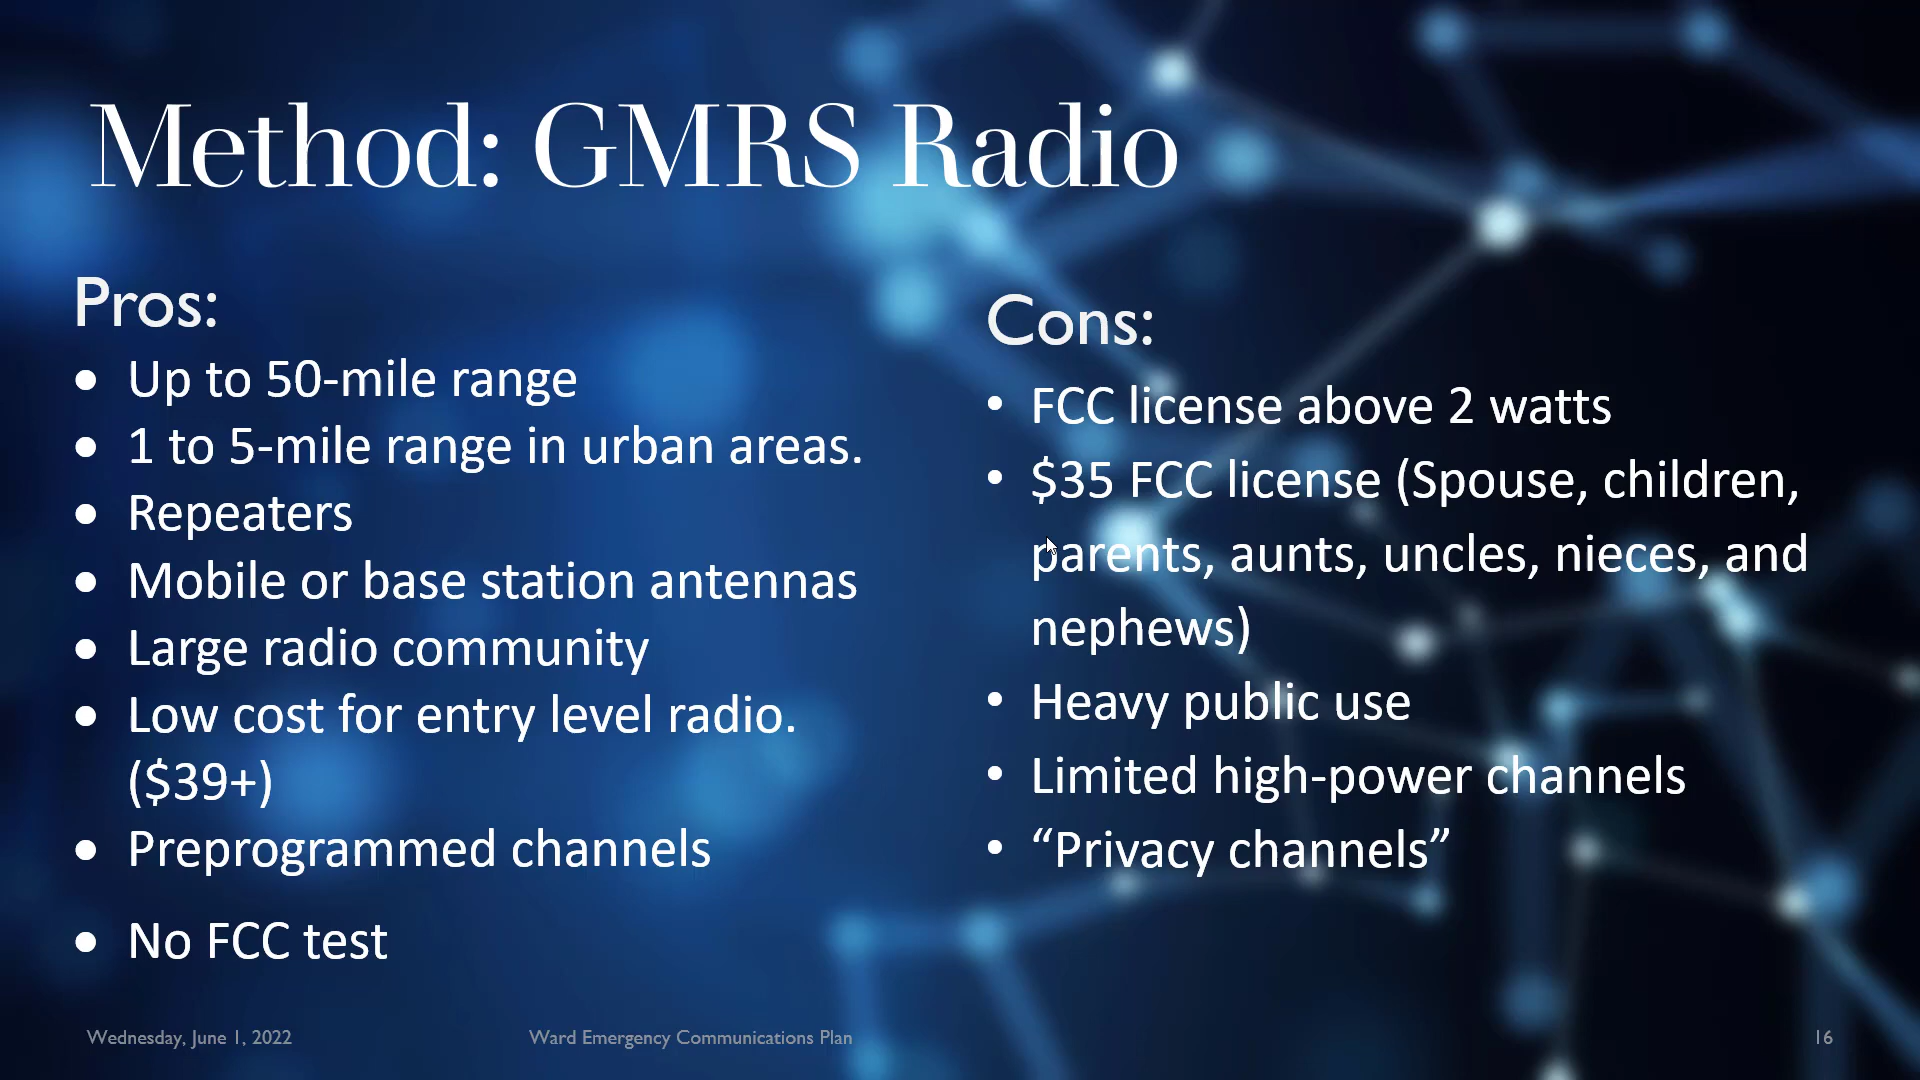 Method: GMRS Radio
Pros:
• Up to 50-mile range
• 1 to 5-mile range in urban areas.
• Repeaters
• Mobile or base station antennas
• Large radio community
• Low cost for entry level radio.
($39+)
• Preprogrammed channels
• No FCC test
Cons:
• FCC license above 2 watts
• $35 FCC license (Spouse, children,
parents, aunts, uncles, nieces, and
nephews)
• Heavy public use
• Limited high-power channels
• “Privacy channels”
Wednesday, June 1, 2022
Ward Emergency Communications Plan
16